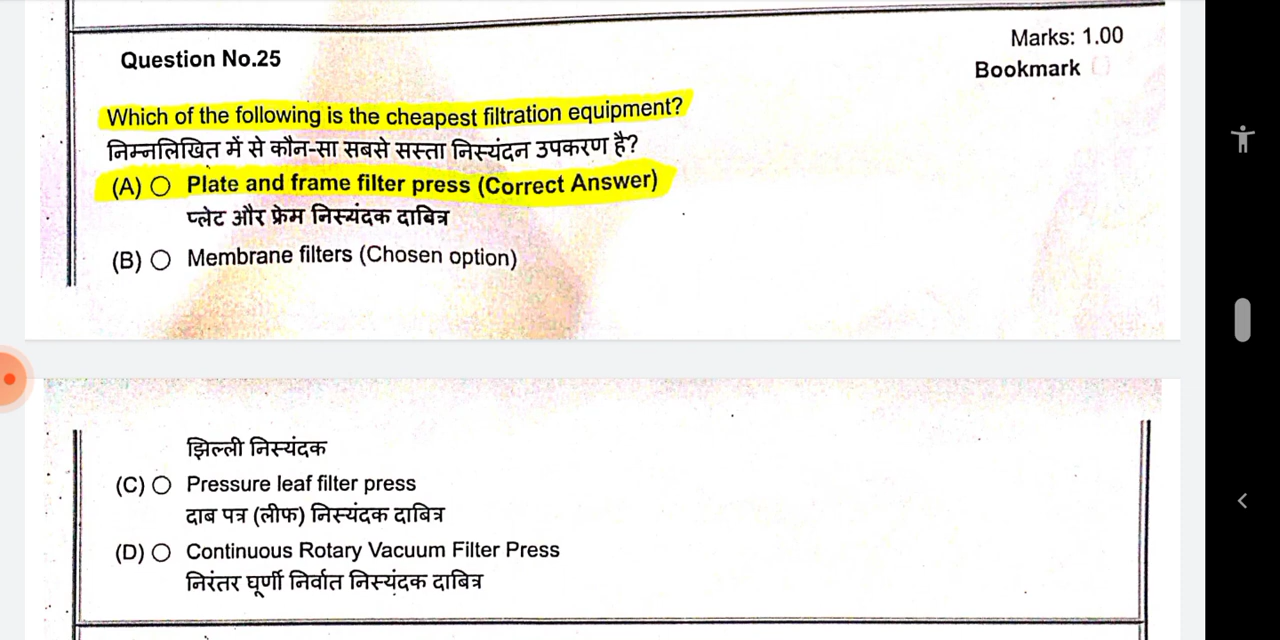 Marks: 1.00
Question No.25
Bookmark
Which of the following is the cheapest filtration equipment?
निम्नलिखित में से कौन-सा सबसे सस्ता निस्यंदन उपकरण है?
(A) Plate and frame filter press (Correct Answer)
प्लेट और फ्रेम निस्यंदक दाबित्र
(B) Membrane filters (Chosen option)
झिल्ली निस्यंदक
(C) Pressure leaf filter press
दाब पत्र (लीफ) निस्यंदक दाबित्र
(D) Continuous Rotary Vacuum Filter Press
निरंतर घूर्णी निर्वात निस्यंदक दाबित्र